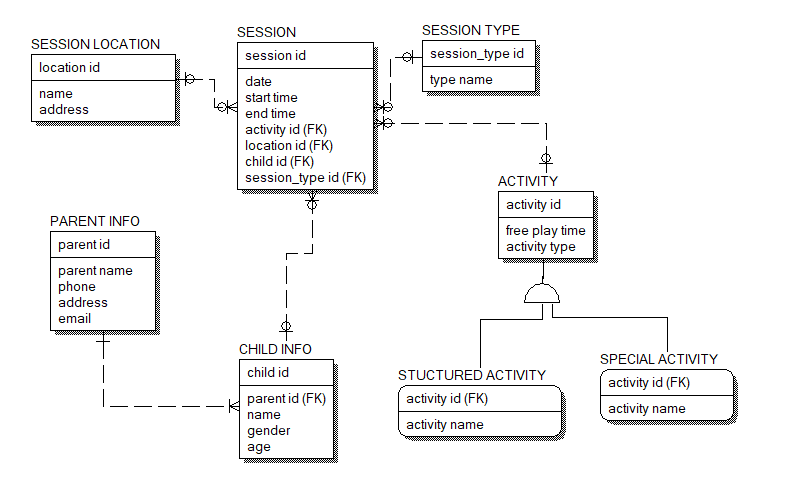 SESSION LOCATION
location id
name
address
SESSION
session id
date
start time
end time
activity id (FK)
location id (FK)
child id (FK)
session_type id (FK)
SESSION TYPE
session_type id
type name
ACTIVITY
activity id
free play time
activity type
PARENT INFO
parent id
parent name
phone
address
email
CHILD INFO
child id
parent id (FK)
name
gender
age
STUCTURED ACTIVITY
activity id (FK)
activity name
SPECIAL ACTIVITY
activity id (FK)
activity name